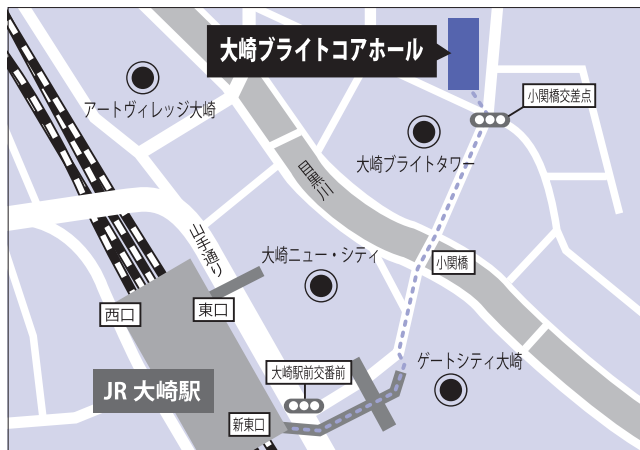 大崎ブライトコアホール
アートヴィレッジ大崎
小関橋交差点
大崎ブライトタワー
目黒川
山手通り
大崎ニュー・シティ
小関橋
西口
東口
大崎駅前交番前
ゲートシティ大崎
JR 大崎駅
新東口